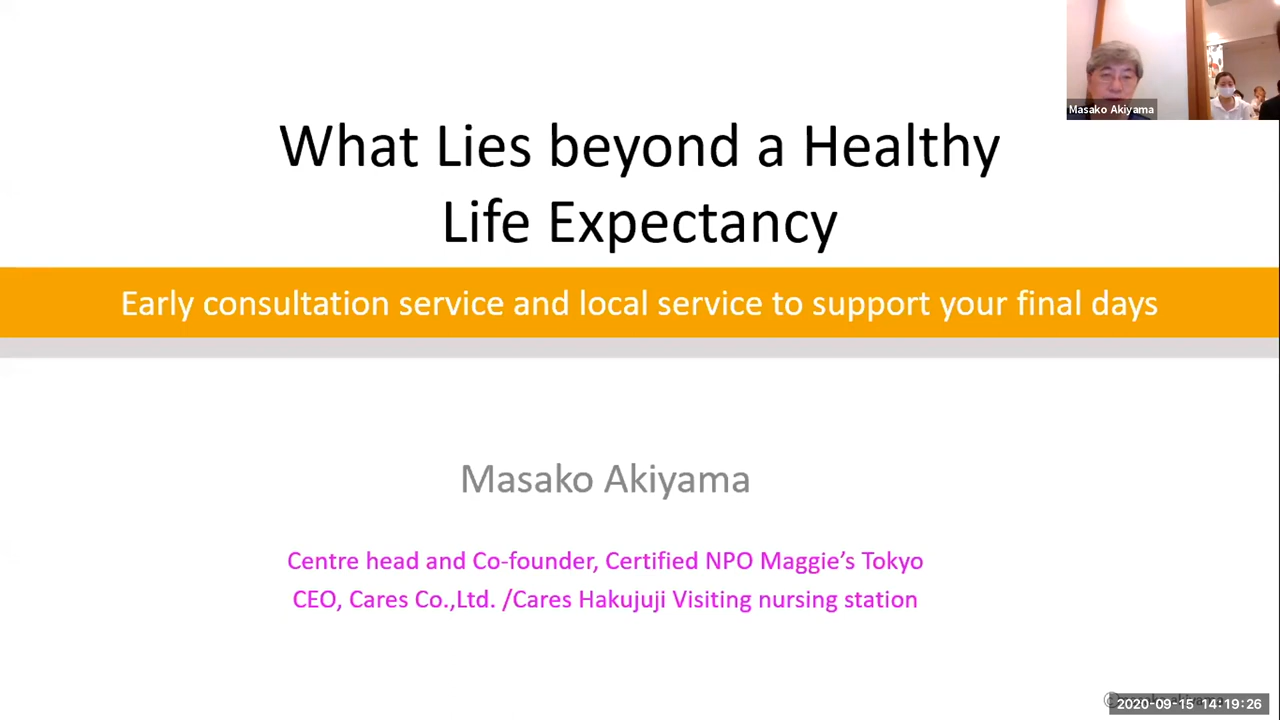 Masako Akiyama
What Lies beyond a Healthy
Life Expectancy
Early consultation service and local service to support your final days
Masako Akiyama
Centre head and Co-founder, Certified NPO Maggie’s Tokyo
CEO, Cares Co.,Ltd. /Cares Hakujuji Visiting nursing station
2020-09-15 14:19:26